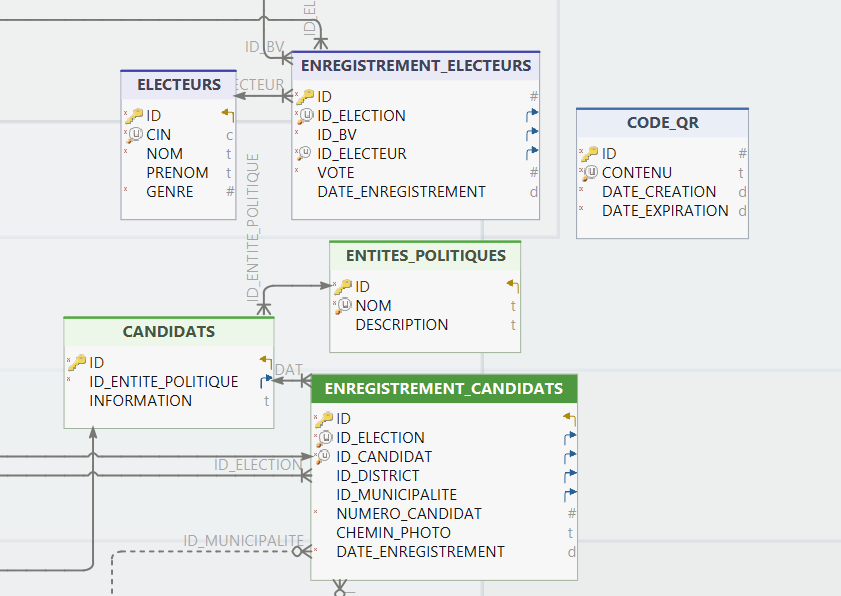 ID_EL
ID_BV
ENREGISTREMENT_ELECTEURS
ID #
ID_ELECTION
ID_BV
ID_ELECTEUR
VOTE #
DATE_ENREGISTREMENT d
ELECTEURS
CTEUR
ID
CIN c
NOM t
PRENOM t
GENRE #
CODE_QR
ID #
CONTENU t
DATE_CREATION d
DATE_EXPIRATION d
ID_ENTITE_POLITIQUE
ENTITES_POLITIQUES
ID
NOM t
DESCRIPTION t
CANDIDATS
ID
ID_ENTITE_POLITIQUE
INFORMATION t
DAT
ENREGISTREMENT_CANDIDATS
ID
ID_ELECTION
ID_CANDIDAT
ID_DISTRICT
ID_MUNICIPALITE
NUMERO_CANDIDAT #
CHEMIN_PHOTO t
DATE_ENREGISTREMENT d
ID_ELECTION
ID_MUNICIPALITE